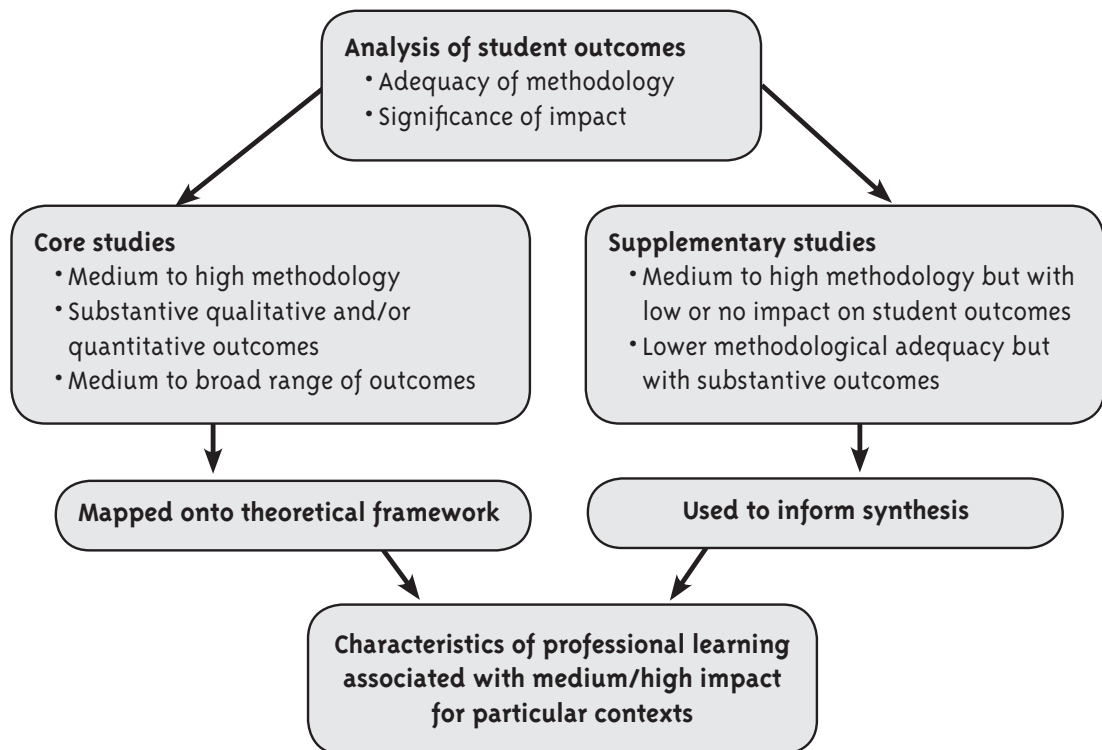 Analysis of student outcomes
• Adequacy of methodology
• Significance of impact
Core studies
• Medium to high methodology
• Substantive qualitative and/or
quantitative outcomes
• Medium to broad range of outcomes
Supplementary studies
• Medium to high methodology but with
low or no impact on student outcomes
• Lower methodological adequacy but
with substantive outcomes
Mapped onto theoretical framework
Used to inform synthesis
Characteristics of professional learning
associated with medium/high impact
for particular contexts